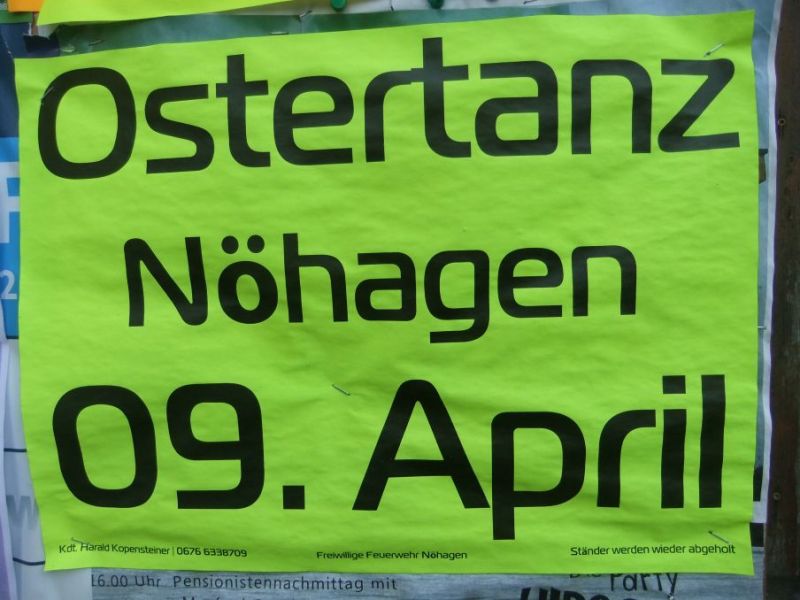 Ostertanz
Nöhagen
09. April
Kdt. Harald Kopensteiner | 0676 6338709
Freiwillige Feuerwehr Nöhagen
Ständer werden wieder abgeholt
16.00 Uhr Pensionistennachmittag mit
Party